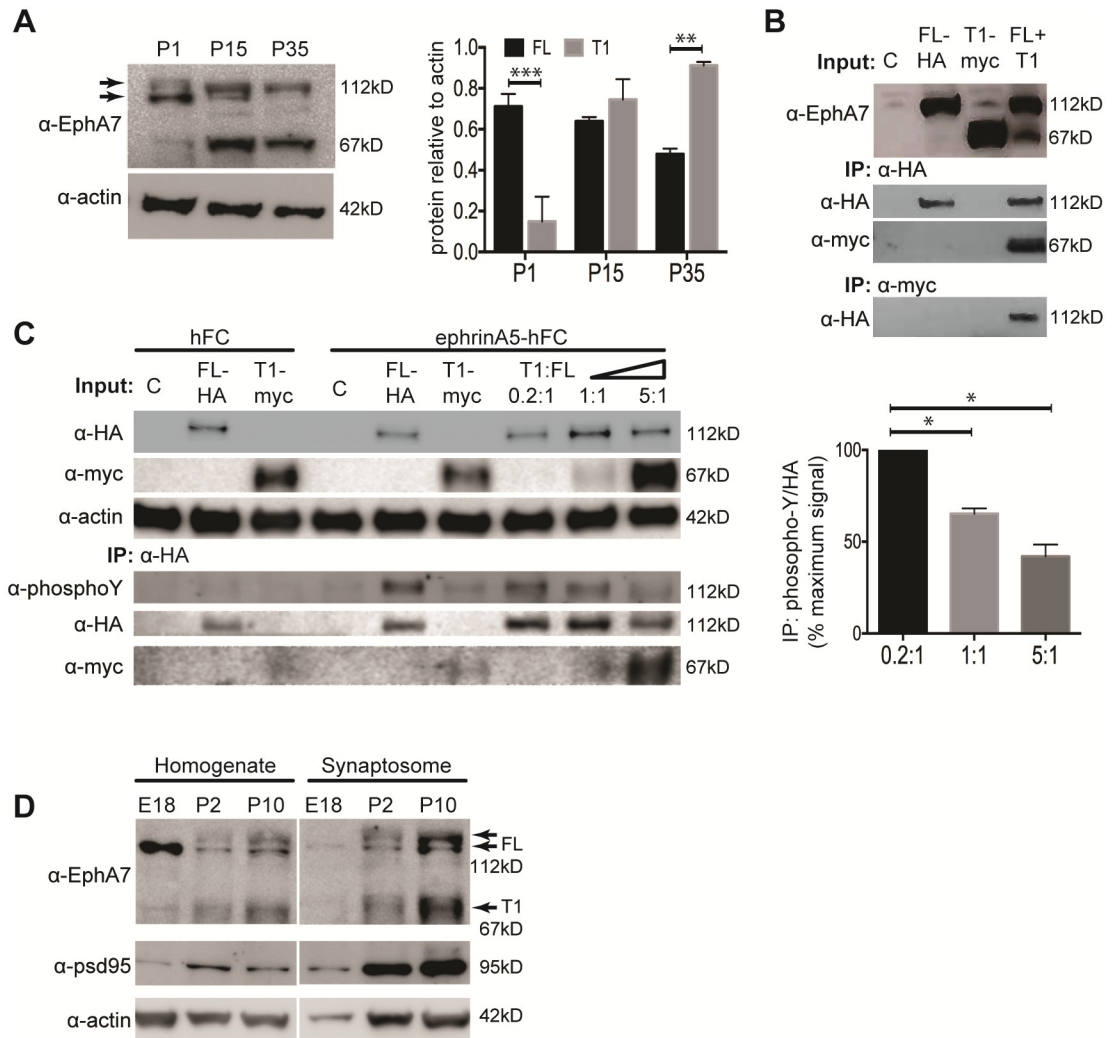 A
P1 P15 P35
112kD
α-EphA7
67kD
α-actin
42kD
FL T1
protein relative to actin
1.0
0.8
0.6
0.4
0.2
0.0
***
**
P1 P15 P35
B
FL- T1- FL+
Input: C HA myc T1
α-EphA7
112kD
67kD
IP: α-HA
α-HA 112kD
α-myc 67kD
IP: α-myc
α-HA 112kD
C
hFC ephrinA5-hFC
FL- T1- FL- T1- T1:FL
Input: C HA myc C HA myc 0.2:1 1:1 5:1
α-HA 112kD
α-myc 67kD
α-actin 42kD
IP: α-HA
α-phosphoY 112kD
α-HA 112kD
α-myc 67kD
IP: phosopho-Y/HA
(% maximum signal)
100
50
0
*
*
0.2:1 1:1 5:1
D
Homogenate Synaptosome
E18 P2 P10 E18 P2 P10
α-EphA7
FL
112kD
T1
67kD
α-psd95 95kD
α-actin 42kD